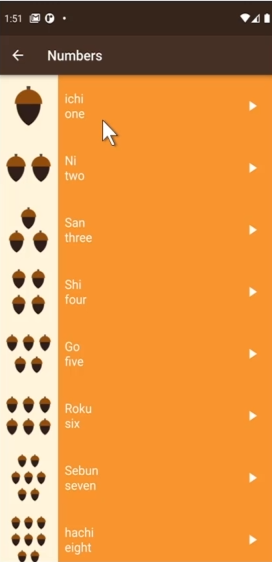 1:51
Numbers
ichi
one
Ni
two
San
three
Shi
four
Go
five
Roku
six
Sebun
seven
hachi
eight